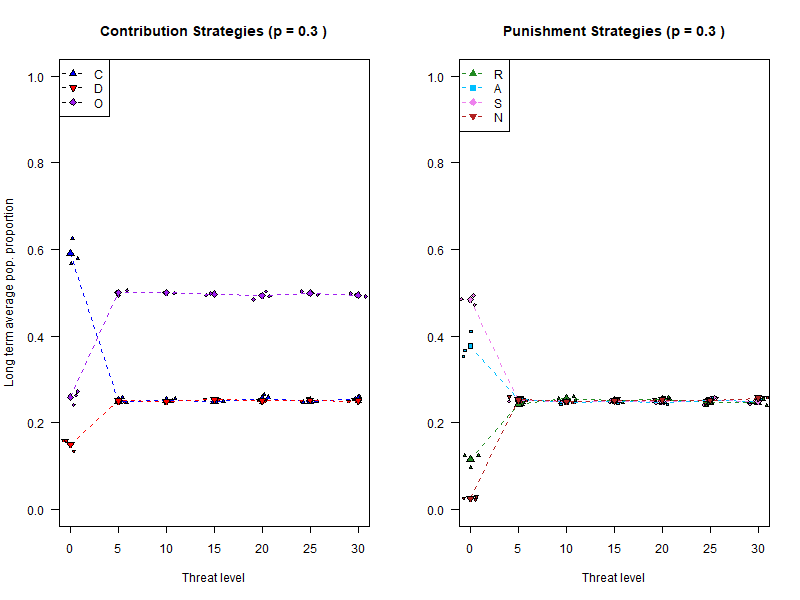 Contribution Strategies (p = 0.3 )
Long term average pop. proportion
1.0
0.8
0.6
0.4
0.2
0.0
C
D
O
0 5 10 15 20 25 30
Threat level
Punishment Strategies (p = 0.3 )
1.0
0.8
0.6
0.4
0.2
0.0
R
A
S
N
0 5 10 15 20 25 30
Threat level